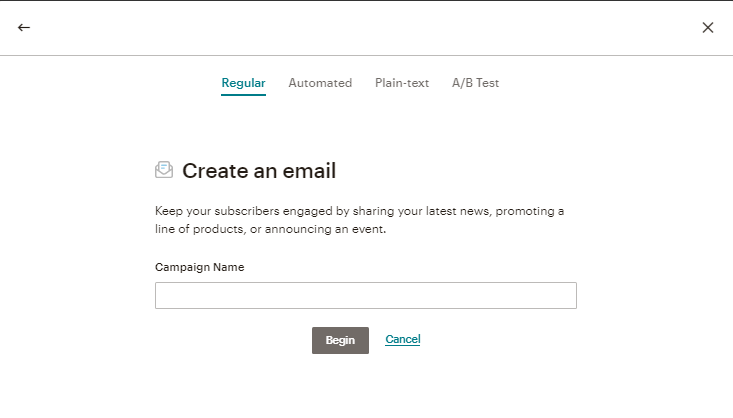 Regular Automated Plain-text A/B Test
Create an email
Keep your subscribers engaged by sharing your latest news, promoting a
line of products, or announcing an event.
Campaign Name
Begin Cancel